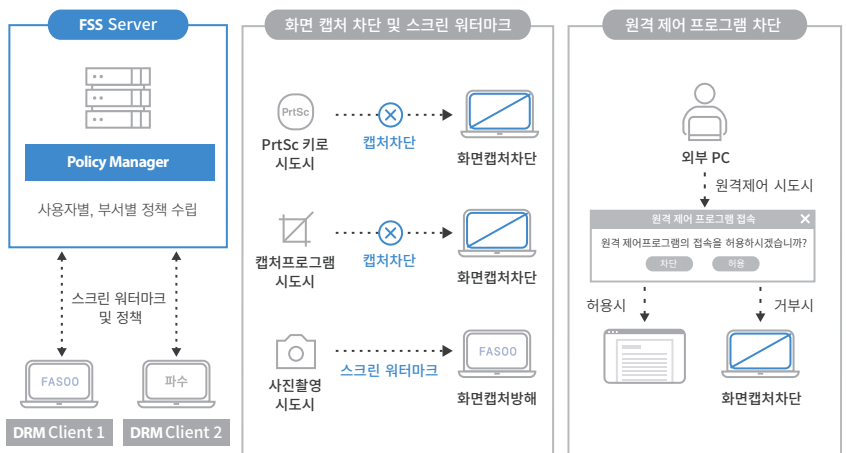 FSS Server
Policy Manager
사용자별, 부서별 정책 수립
스크린 워터마크
및 정책
FASOO
DRM Client 1
파수
DRM Client 2
화면 캡처 차단 및 스크린 워터마크
PrtSc
PrtSc 키로
시도시
캡처차단
화면캡처차단
캡처프로그램
시도시
캡처차단
화면캡처차단
사진촬영
시도시
스크린 워터마크
FASOO
화면캡처방해
원격 제어 프로그램 차단
외부 PC
원격제어 시도시
원격 제어 프로그램 접속
원격 제어프로그램의 접속을 허용하시겠습니까?
차단
허용
허용시
거부시
화면캡처차단